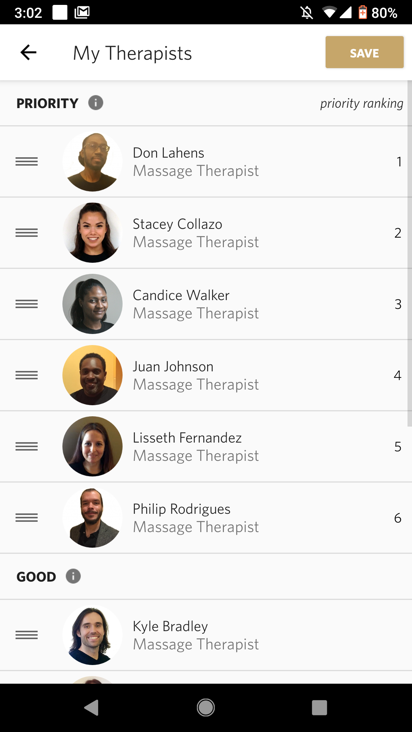 3:02
80%
My Therapists
SAVE
PRIORITY
priority ranking
Don Lahens
Massage Therapist
1
Stacey Collazo
Massage Therapist
2
Candice Walker
Massage Therapist
3
Juan Johnson
Massage Therapist
4
Lisseth Fernandez
Massage Therapist
5
Philip Rodrigues
Massage Therapist
6
GOOD
Kyle Bradley
Massage Therapist